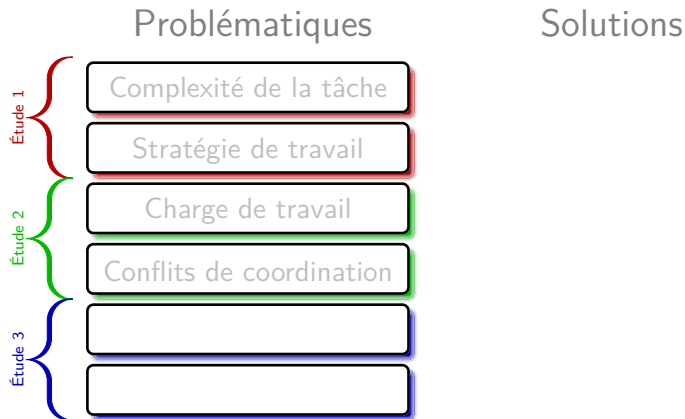 Problématiques Solutions
Étude 1
Complexité de la tâche
Stratégie de travail
Étude 2
Charge de travail
Conflits de coordination
Étude 3